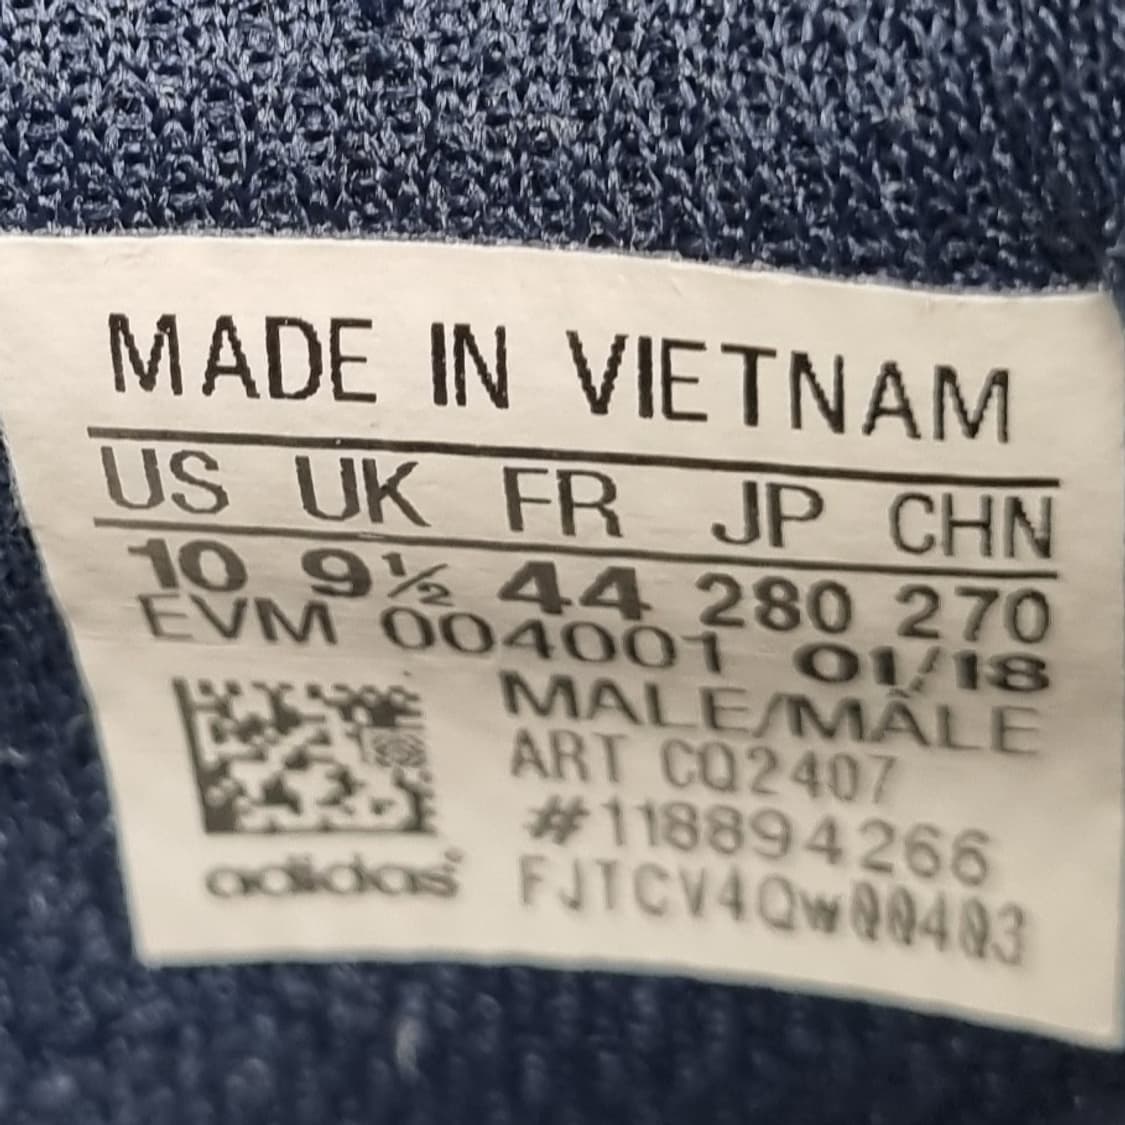 MADE IN VIETNAM
US UK FR JP CHN
10 9½ 44 280 270
EVM 004001 01/18
MALE/MÂLE
ART CQ2407
#118894266
adidas
FJTCV4Qw00403